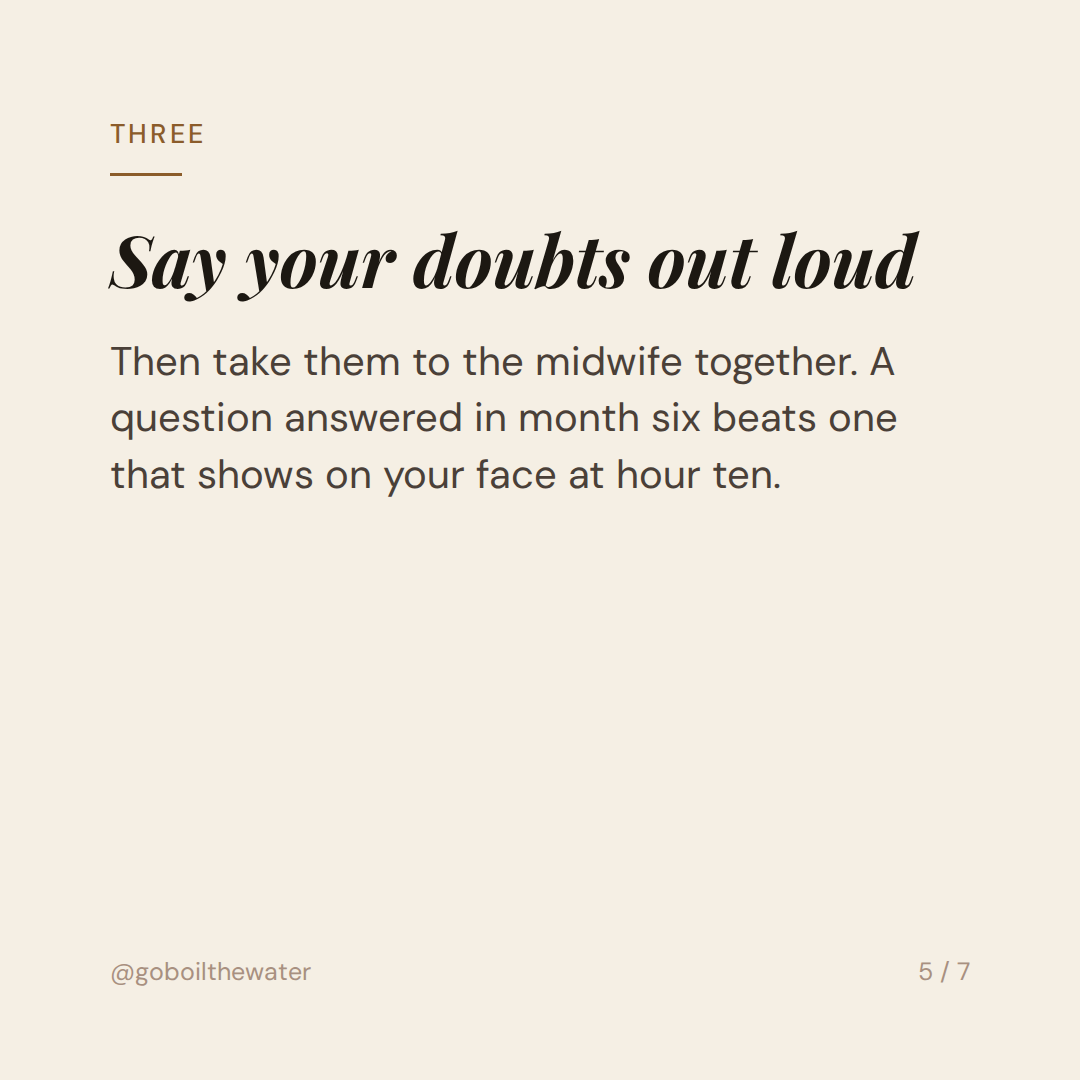 THREE
Say your doubts out loud
Then take them to the midwife together. A
question answered in month six beats one
that shows on your face at hour ten.
@goboilthewater
5 / 7